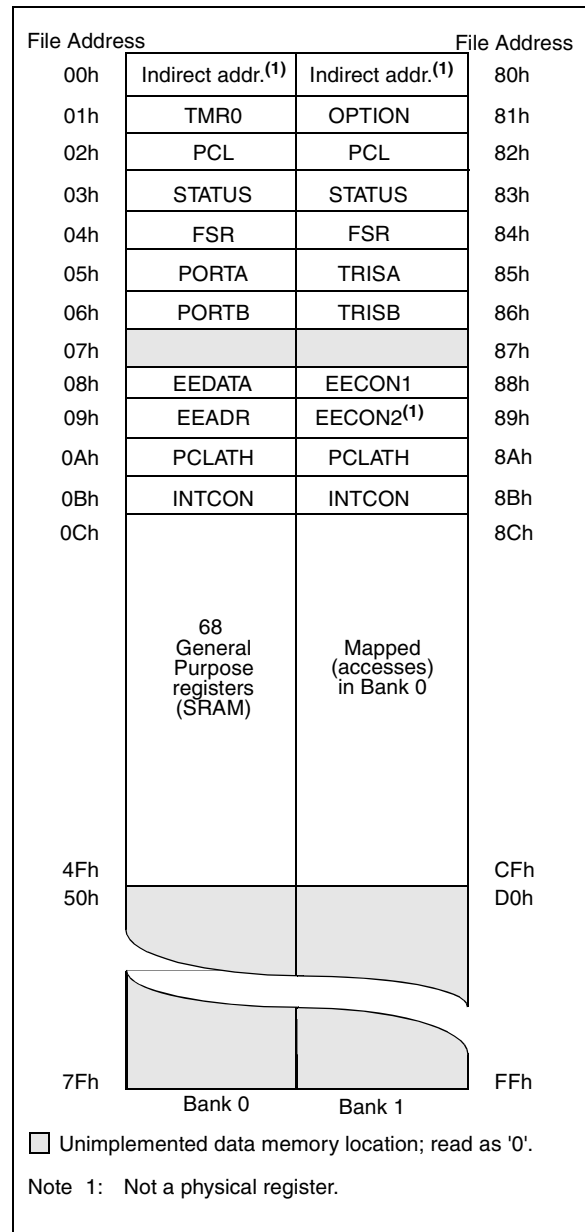 File Address File Address
00h Indirect addr.(1) Indirect addr.(1) 80h
01h TMR0 OPTION 81h
02h PCL PCL 82h
03h STATUS STATUS 83h
04h FSR FSR 84h
05h PORTA TRISA 85h
06h PORTB TRISB 86h
07h 87h
08h EEDATA EECON1 88h
09h EEADR EECON2(1) 89h
0Ah PCLATH PCLATH 8Ah
0Bh INTCON INTCON 8Bh
0Ch 8Ch
68
General
Purpose
registers
(SRAM)
Mapped
(accesses)
in Bank 0
4Fh CFh
50h D0h
7Fh FFh
Bank 0 Bank 1
Unimplemented data memory location; read as '0'.
Note 1: Not a physical register.